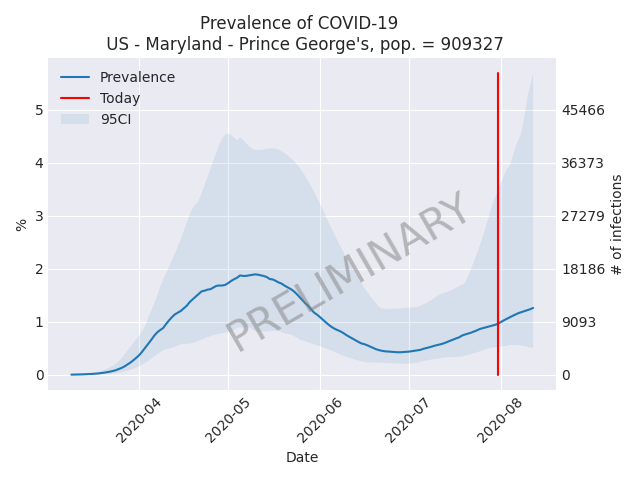 Prevalence of COVID-19
US - Maryland - Prince George's, pop. = 909327
Prevalence
Today
95CI
5
4
3
2
1
0
%
45466
36373
27279
18186
9093
0
# of infections
PRELIMINARY
2020-04
2020-05
2020-06
2020-07
2020-08
Date